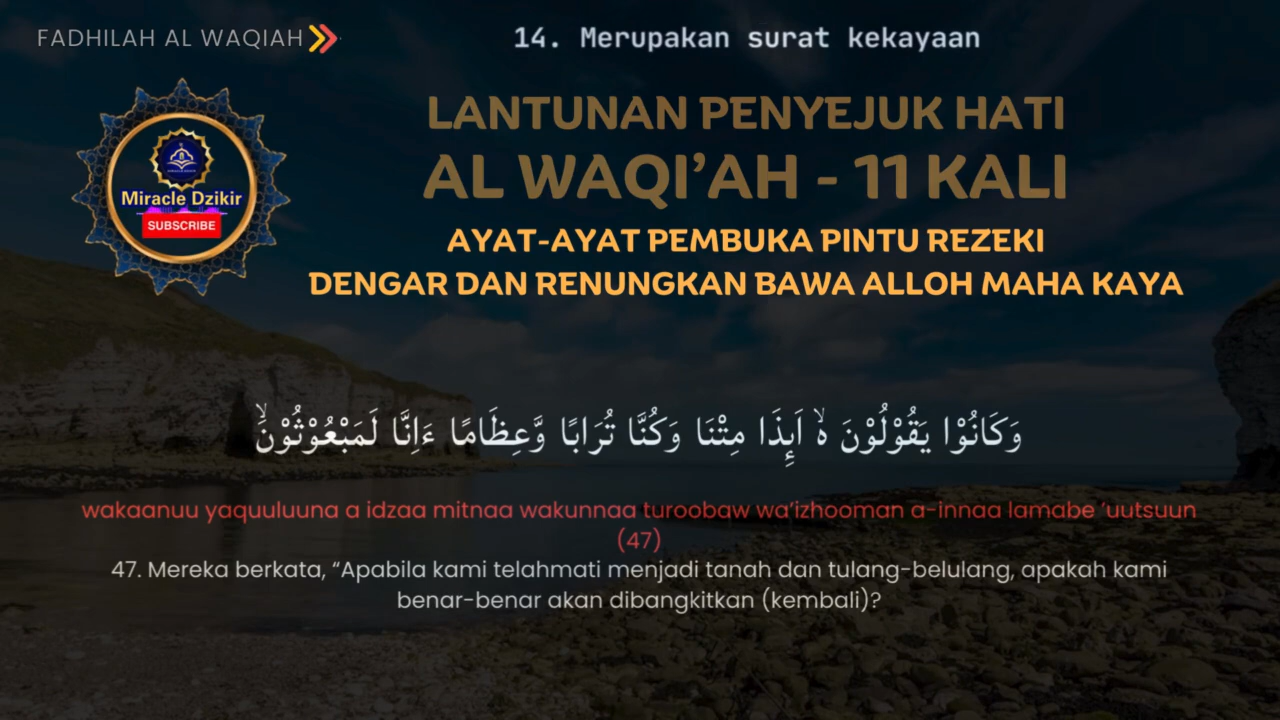 FADHILAH AL WAQIAH
14. Merupakan surat kekayaan
LANTUNAN PENYEJUK HATI
AL WAQI’AH - 11 KALI
AYAT-AYAT PEMBUKA PINTU REZEKI
DENGAR DAN RENUNGKAN BAWA ALLOH MAHA KAYA
Miracle Dzikir
SUBSCRIBE
وَكَانُوْا يَقُوْلُوْنَ ەۙ اَىِٕذَا مِتْنَا وَكُنَّا تُرَابًا وَّعِظَامًا ءَاِنَّا لَمَبْعُوْثُوْنَۙ
wakaanuu yaquuluuna a idzaa mitnaa wakunnaa turoobaw wa‘izhooman a-innaa lamabe ‘uutsuun
(47)
47. Mereka berkata, “Apabila kami telahmati menjadi tanah dan tulang-belulang, apakah kami
benar-benar akan dibangkitkan (kembali)?